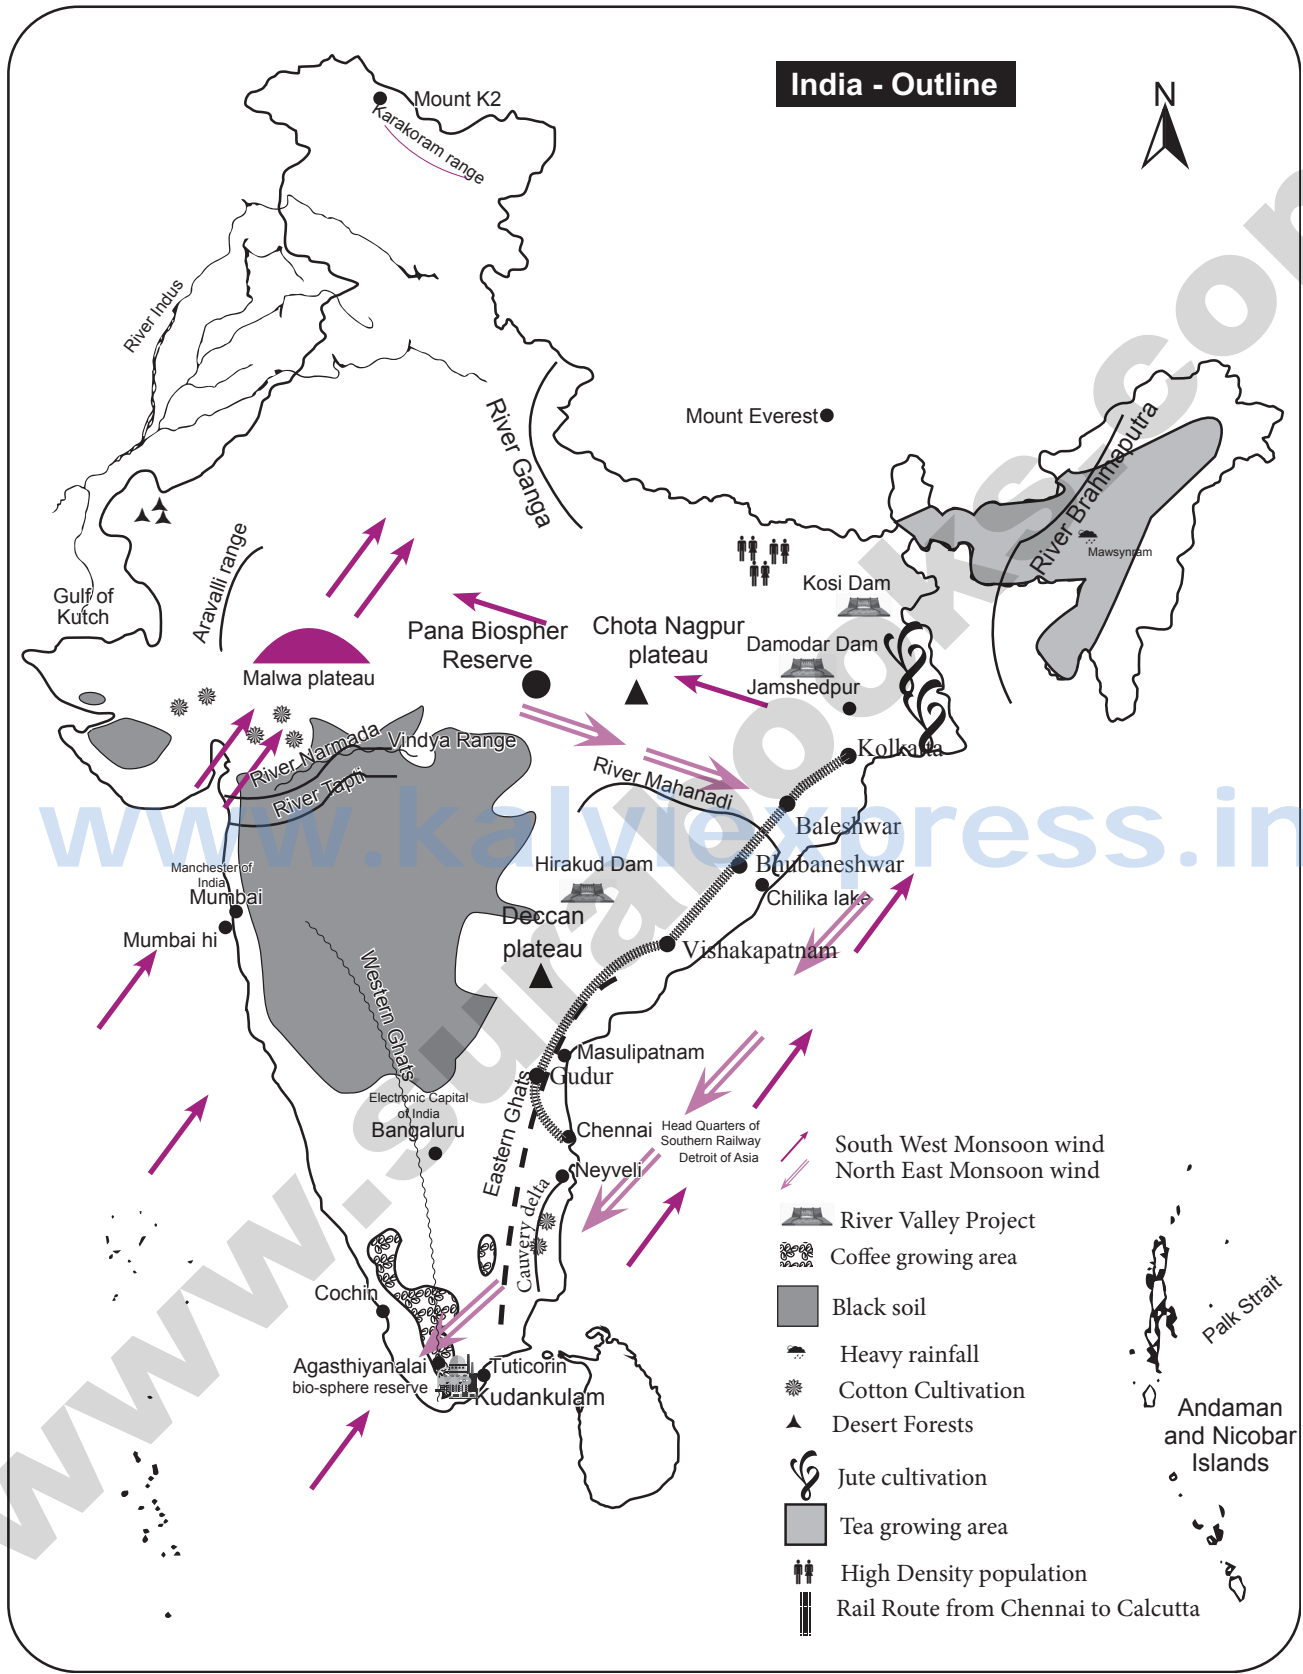 India - Outline
N
Mount K2
Karakoram range
River Indus
Mount Everest
River Ganga
River Brahmaputra
Mawsynram
Aravalli range
Gulf of
Kutch
Kosi Dam
Pana Biospher
Reserve
Chota Nagpur
plateau
Damodar Dam
Malwa plateau
Jamshedpur
River Narmada
Vindya Range
Kolkatta
River Tapti
River Mahanadi
Baleshwar
www.kalviexpress.in
www.surabooks.com
Manchester of
India
Mumbai
Hirakud Dam
Bhubaneshwar
Chilika lake
Mumbai hi
Deccan
plateau
Vishakapatnam
Western Ghats
Masulipatnam
Gudur
Eastern Ghats
Electronic Capital
of India
Bangaluru
Chennai
Head Quarters of
Southern Railway
Detroit of Asia
Neyveli
Cauvery delta
Cochin
Agasthiyanalai
bio-sphere reserve
Tuticorin
Kudankulam
South West Monsoon wind
North East Monsoon wind
River Valley Project
Coffee growing area
Black soil
Heavy rainfall
Cotton Cultivation
Desert Forests
Jute cultivation
Tea growing area
High Density population
Rail Route from Chennai to Calcutta
Palk Strait
Andaman
and Nicobar
Islands